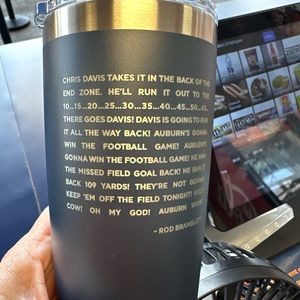 CHRIS DAVIS TAKES IT IN THE BACK OF THE
END ZONE. HE'LL RUN IT OUT TO THE
10...15...20...25...30...35...40...45...50...45...
THERE GOES DAVIS! DAVIS IS GOING TO RUN
IT ALL THE WAY BACK! AUBURN'S GONNA
WIN THE FOOTBALL GAME! AUBURN'S
GONNA WIN THE FOOTBALL GAME! HE RAN
THE MISSED FIELD GOAL BACK! HE RAN IT
BACK 109 YARDS! THEY'RE NOT GONNA
KEEP 'EM OFF THE FIELD TONIGHT! HOLY
COW! OH MY GOD! AUBURN WINS!
- ROD BRAMBLETT